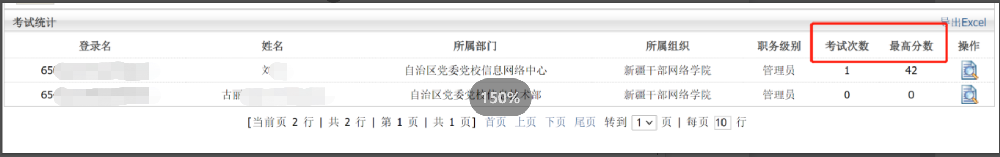 考试统计 导出Excel
登录名 姓名 所属部门 所属组织 职务级别 考试次数 最高分数 操作
65 刘 自治区党委党校信息网络中心 新疆干部网络学院 管理员 1 42
65 古丽 自治区党委党校信息技术部 新疆干部网络学院 管理员 0 0
150%
[当前页 2 行 | 共 2 行 | 第 1 页 | 共 1 页] 首页 上页 下页 尾页 转到 1 页 | 每页 10 行